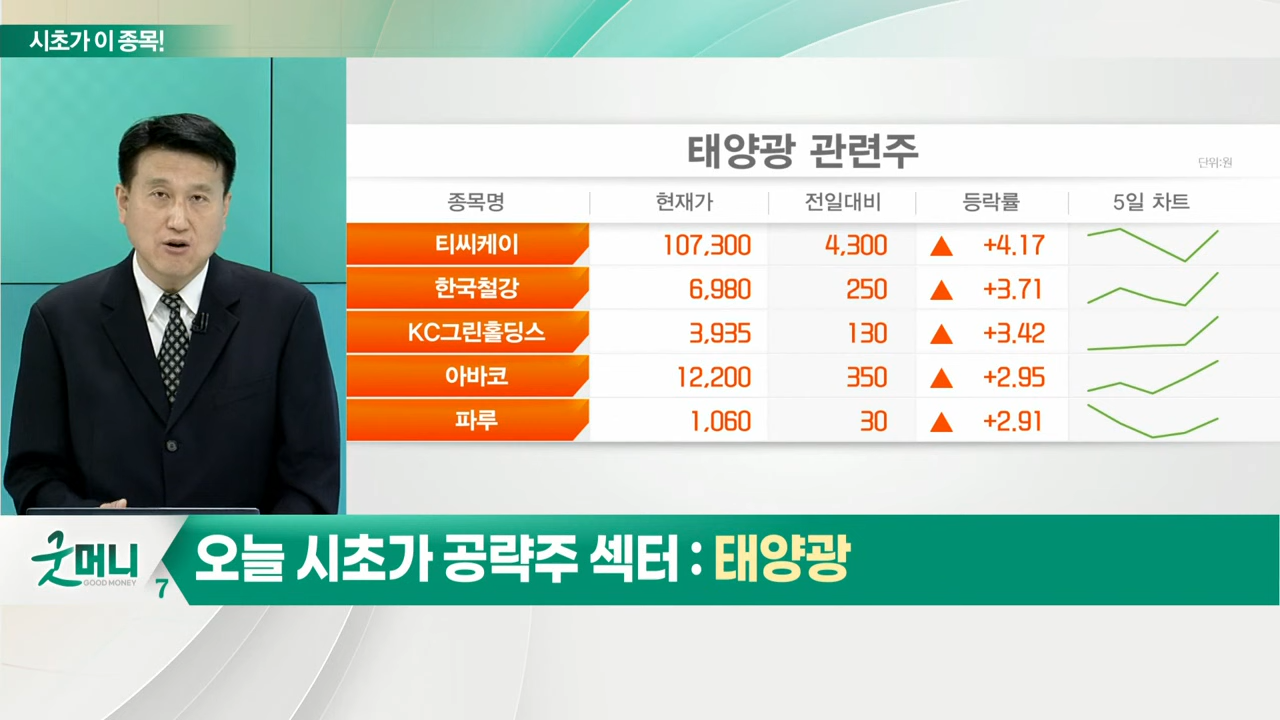 시초가 이 종목!
태양광 관련주
단위:원
종목명 현재가 전일대비 등락률 5일 차트
티씨케이 107,300 4,300 ▲ +4.17
한국철강 6,980 250 ▲ +3.71
KC그린홀딩스 3,935 130 ▲ +3.42
아바코 12,200 350 ▲ +2.95
파루 1,060 30 ▲ +2.91
굿머니
GOOD MONEY
7
오늘 시초가 공략주 섹터 : 태양광